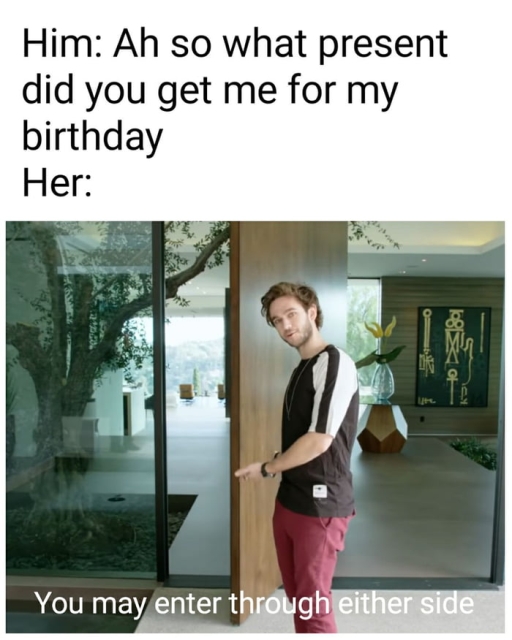 Him: Ah so what present
did you get me for my
birthday
Her:
You may enter through either side